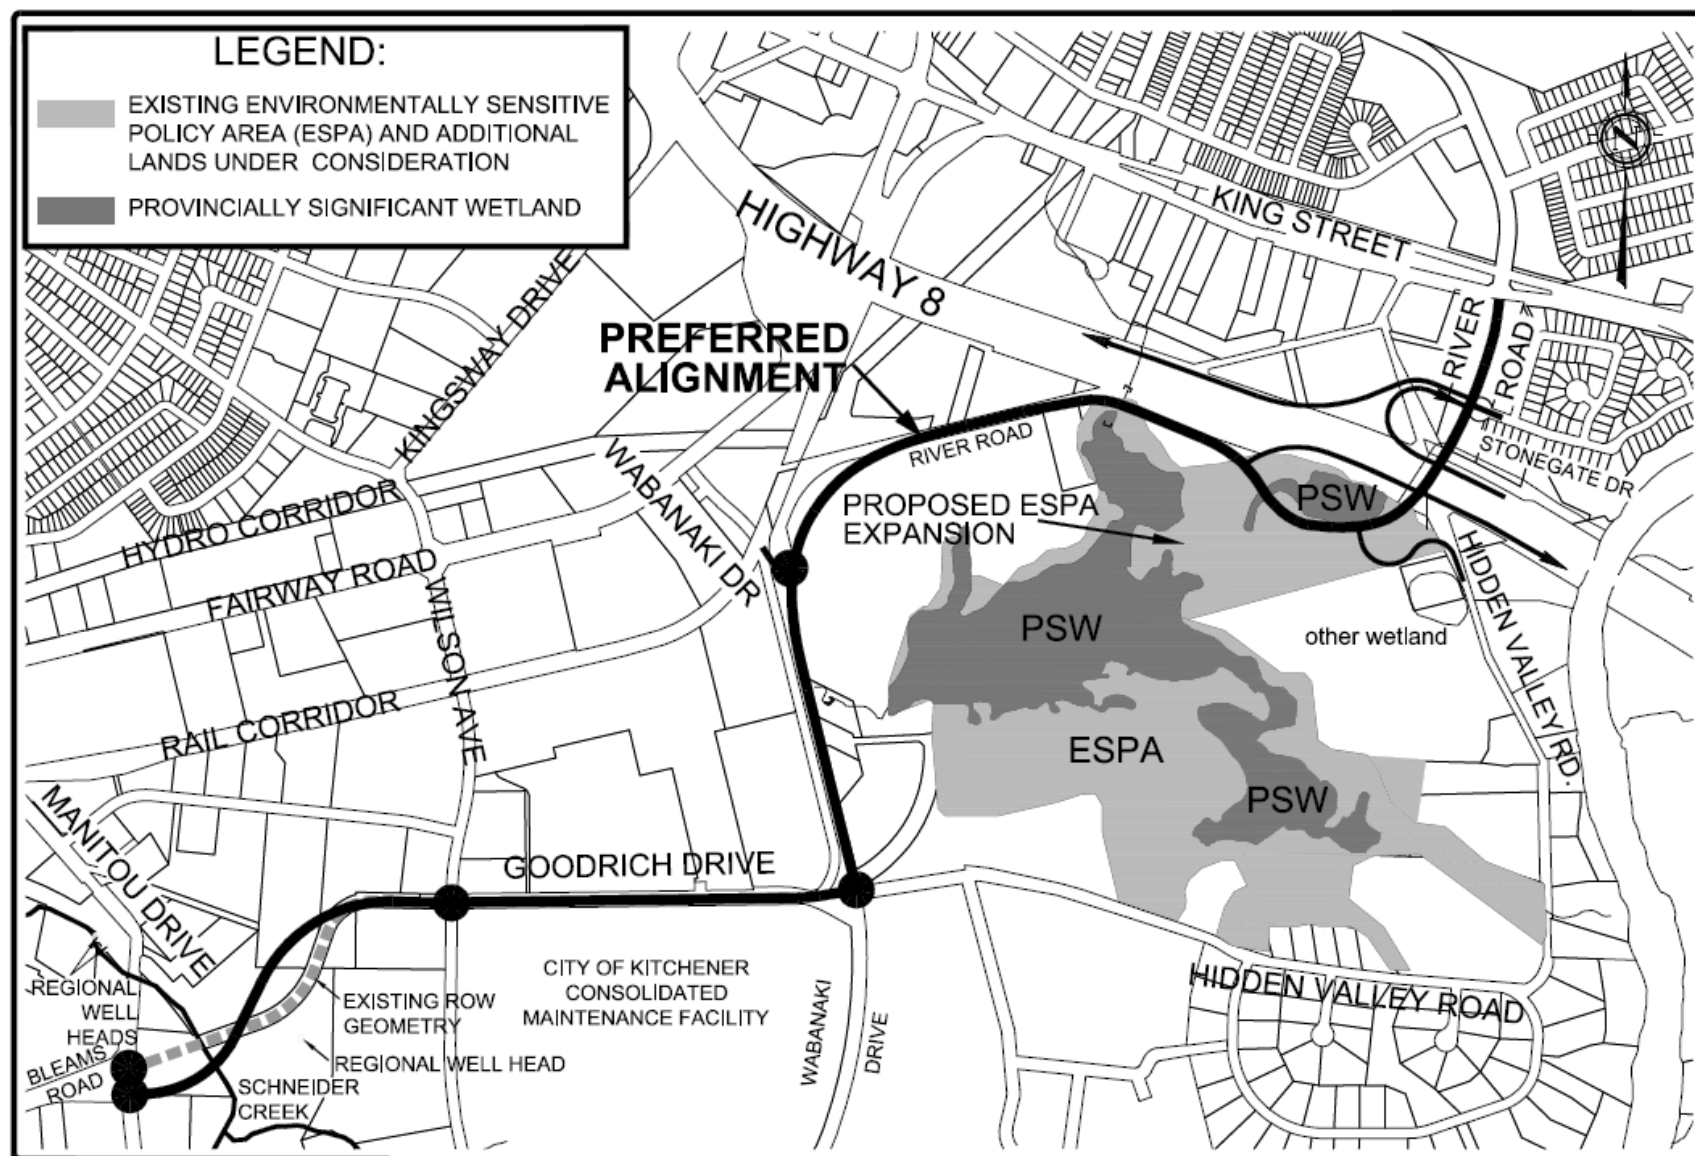 LEGEND:
EXISTING ENVIRONMENTALLY SENSITIVE
POLICY AREA (ESPA) AND ADDITIONAL
LANDS UNDER CONSIDERATION
PROVINCIALLY SIGNIFICANT WETLAND
N
KING STREET
HIGHWAY 8
KINGSWAY DRIVE
PREFERRED
ALIGNMENT
RIVER
ROAD
RIVER ROAD
STONEGATE DR
WABANAKI DR
HYDRO CORRIDOR
PROPOSED ESPA
EXPANSION
PSW
FAIRWAY ROAD
WILSON AVE
HIDDEN VALLEY RD.
PSW
other wetland
RAIL CORRIDOR
ESPA
PSW
MANITOU DRIVE
GOODRICH DRIVE
REGIONAL
WELL
HEADS
EXISTING ROW
GEOMETRY
CITY OF KITCHENER
CONSOLIDATED
MAINTENANCE FACILITY
WABANAKI
DRIVE
HIDDEN VALLEY ROAD
BLEAMS
ROAD
REGIONAL WELL HEAD
SCHNEIDER
CREEK